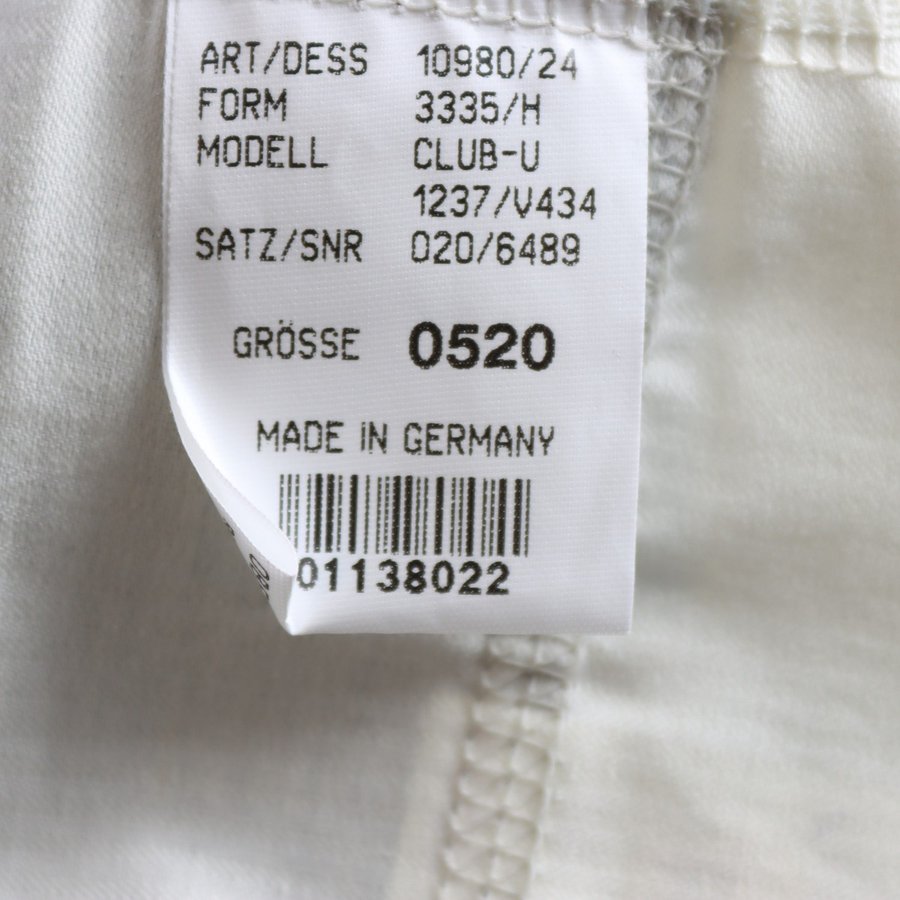 ART/DESS 10980/24
FORM 3335/H
MODELL CLUB-U
1237/V434
SATZ/SNR 020/6489
GRÖSSE 0520
MADE IN GERMANY
01138022